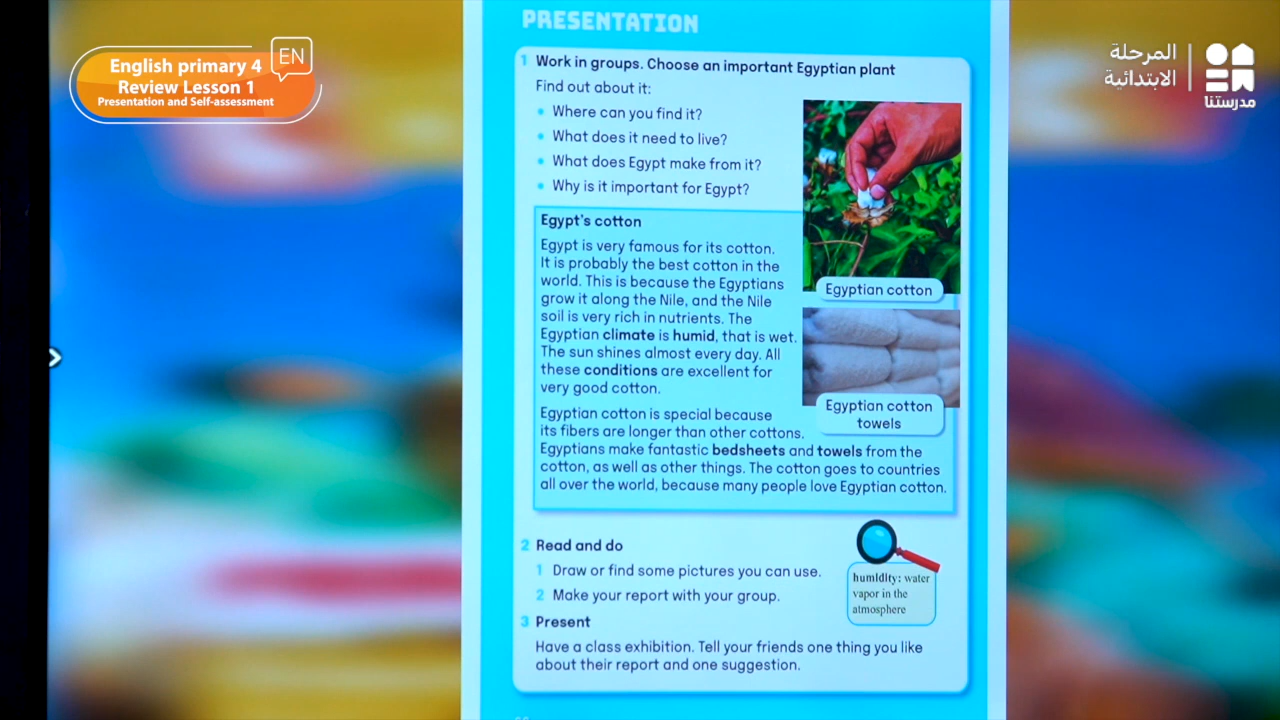 English primary 4
Review Lesson 1
Presentation and Self-assessment
EN
المرحلة
الابتدائية
مدرستنا
PRESENTATION
1 Work in groups. Choose an important Egyptian plant
Find out about it:
• Where can you find it?
• What does it need to live?
• What does Egypt make from it?
• Why is it important for Egypt?
Egypt's cotton
Egypt is very famous for its cotton.
It is probably the best cotton in the
world. This is because the Egyptians
grow it along the Nile, and the Nile
soil is very rich in nutrients. The
Egyptian climate is humid, that is wet.
The sun shines almost every day. All
these conditions are excellent for
very good cotton.
Egyptian cotton is special because
its fibers are longer than other cottons.
Egyptians make fantastic bedsheets and towels from the
cotton, as well as other things. The cotton goes to countries
all over the world, because many people love Egyptian cotton.
Egyptian cotton
Egyptian cotton
towels
2 Read and do
1 Draw or find some pictures you can use.
2 Make your report with your group.
humidity: water
vapor in the
atmosphere
3 Present
Have a class exhibition. Tell your friends one thing you like
about their report and one suggestion.